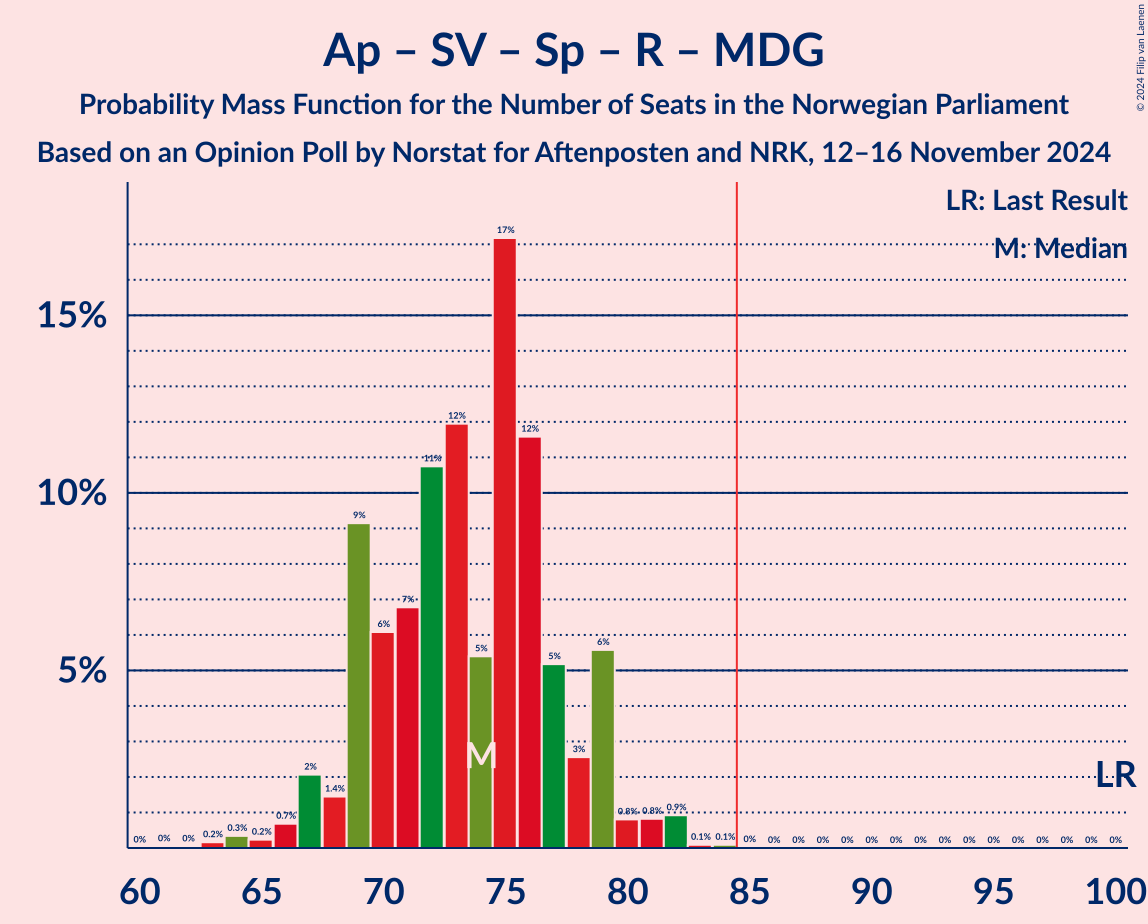 Ap – SV – Sp – R – MDG
Probability Mass Function for the Number of Seats in the Norwegian Parliament
Based on an Opinion Poll by Norstat for Aftenposten and NRK, 12–16 November 2024
© 2024 Filip van Laenen
LR: Last Result
M: Median
15%
10%
5%
0% 0% 0% 0.2% 0.3% 0.2% 0.7% 2% 1.4% 9% 6% 7% 11% 12% 5% 17% 12% 5% 3% 6% 0.8% 0.8% 0.9% 0.1% 0.1% 0% 0% 0% 0% 0% 0% 0% 0% 0% 0% 0% 0% 0% 0% 0% 0%
M
LR
60 65 70 75 80 85 90 95 100